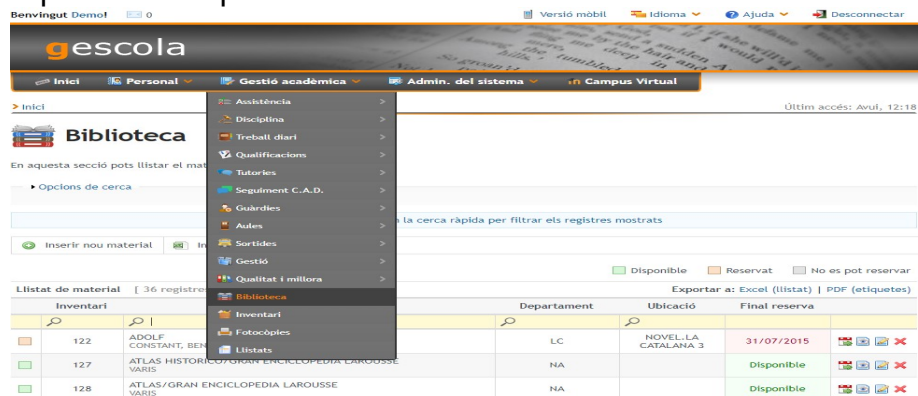 Benvingut Demo! 0 Versió mòbil Idioma Ajuda Desconnectar
gescola
Inici Personal Gestió acadèmica Admin. del sistema Campus Virtual
> Inici
Últim accés: Avui, 12:18
Assistència >
Disciplina >
Biblioteca
Treball diari >
Qualificacions >
En aquesta secció pots llistar el mat
Tutories >
Opcions de cerca
Seguiment C.A.D. >
Guàrdies >
la cerca ràpida per filtrar els registres mostrats
Aules >
Inserir nou material In
Sortides >
Gestió >
Disponible Reservat No es pot reservar
Qualitat i millora >
Llistat de material [ 36 registres
Exportar a: Excel (llistat) | PDF (etiquetes)
Biblioteca
Inventari Departament Ubicació Final reserva
Inventari
Fotocòpies
Llistats
122 ADOLF LC NOVEL.LA CATALANA 3 31/07/2015
CONSTANT, BEN
127 ATLAS HISTORICO/GRAN ENCICLOPEDIA LAROUSSE NA Disponible
VARIS
128 ATLAS/GRAN ENCICLOPEDIA LAROUSSE NA Disponible
VARIS